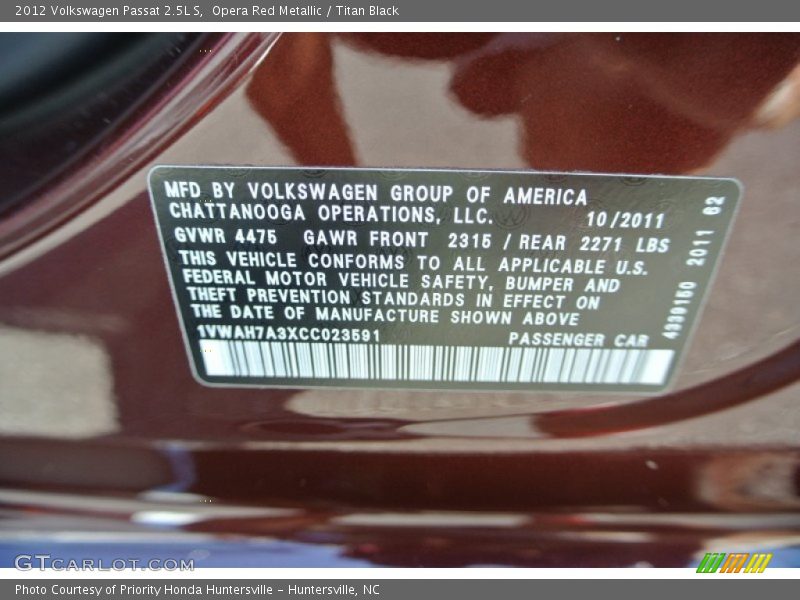 2012 Volkswagen Passat 2.5L S, Opera Red Metallic / Titan Black
MFD BY VOLKSWAGEN GROUP OF AMERICA
CHATTANOOGA OPERATIONS, LLC. 10/2011
GVWR 4475 GAWR FRONT 2315 / REAR 2271 LBS
THIS VEHICLE CONFORMS TO ALL APPLICABLE U.S.
FEDERAL MOTOR VEHICLE SAFETY, BUMPER AND
THEFT PREVENTION STANDARDS IN EFFECT ON
THE DATE OF MANUFACTURE SHOWN ABOVE
1VWAH7A3XCC023591 PASSENGER CAR
4339160 2011 62
GTCARLOT.COM
Photo Courtesy of Priority Honda Huntersville - Huntersville, NC